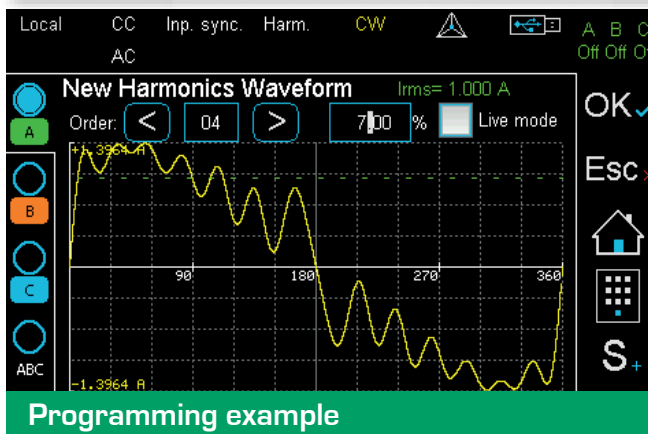 Local CC Inp. sync. Harm. CW A B C
AC Off Off
New Harmonics Waveform Irms= 1.000 A
Order: < 04 > 7.00 % Live mode
OK
Esc
+1.3964 A
A
B
C
ABC
90 180 270 360
-1.3964 A
S+
Programming example